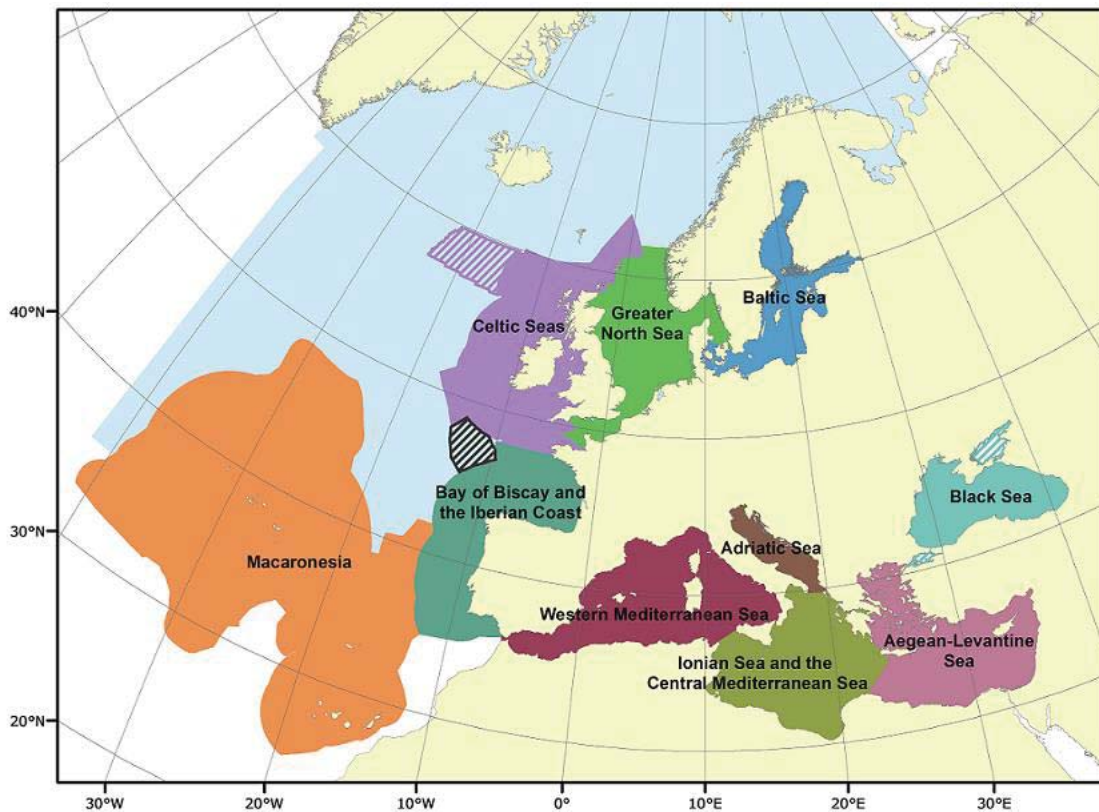 Baltic Sea
40°N
Celtic Seas
Greater
North Sea
Bay of Biscay and
the Iberian Coast
Black Sea
30°N
Macaronesia
Adriatic Sea
Western Mediterranean Sea
Aegean-Levantine
Sea
Ionian Sea and the
Central Mediterranean Sea
20°N
30°W
20°W
10°W
0°
10°E
20°E
30°E